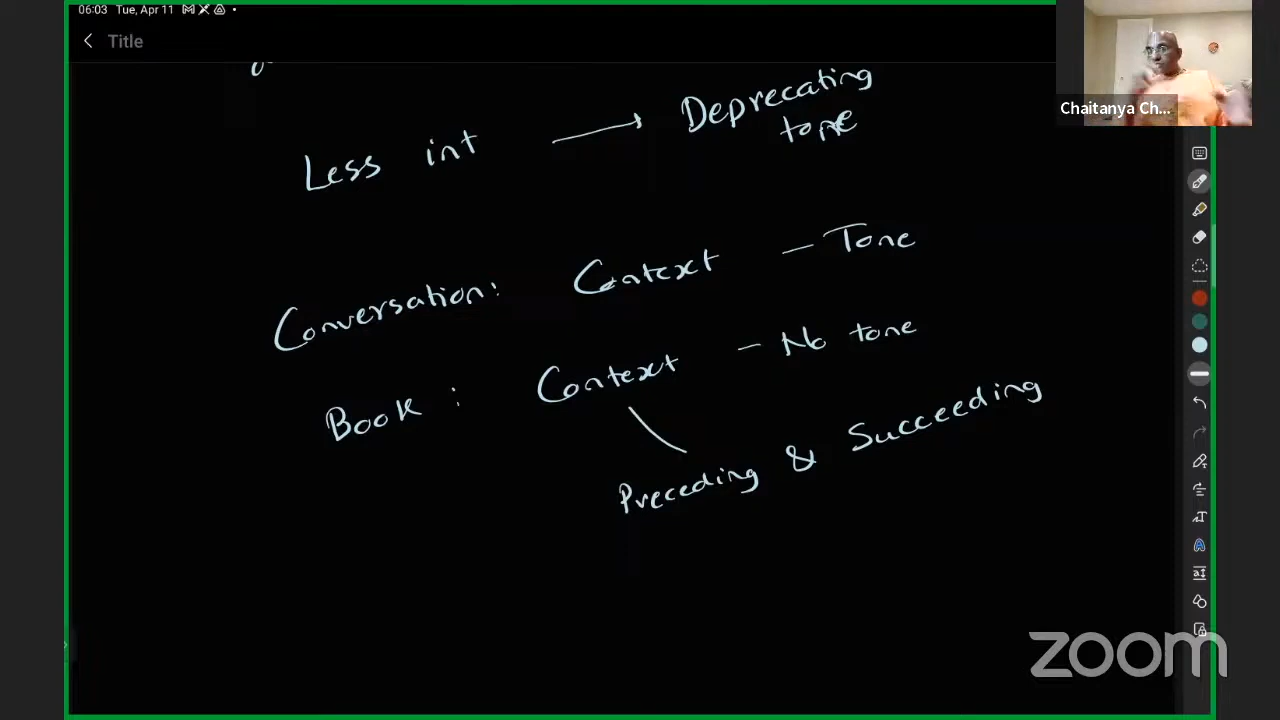 06:03 Tue, Apr 11
Title
Chaitanya Ch...
Less int → Deprecating
tone
Conversation: Context - Tone
Book : Context - No tone
Preceding & Succeeding
zoom